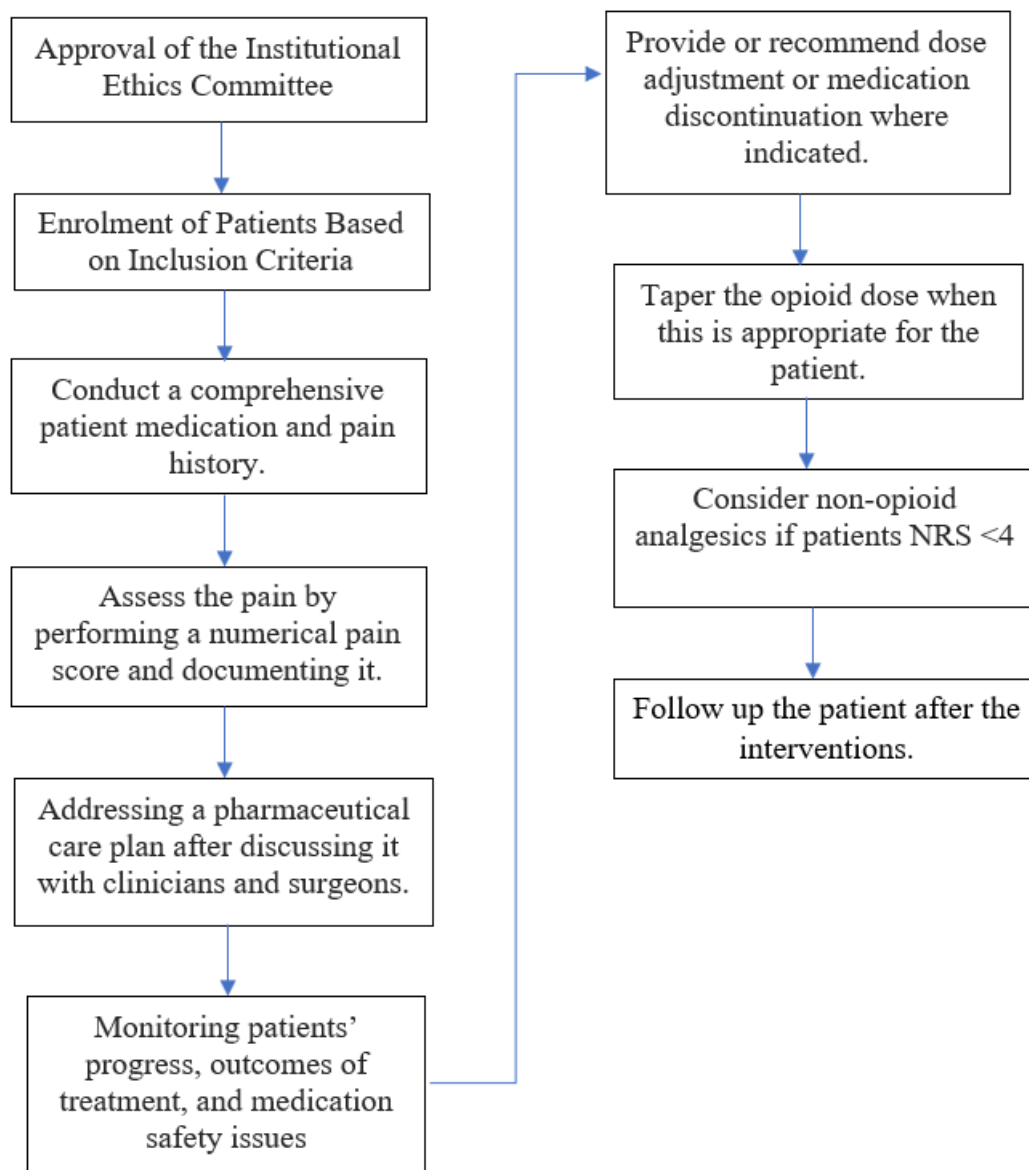 Approval of the Institutional
Ethics Committee
Enrolment of Patients Based
on Inclusion Criteria
Conduct a comprehensive
patient medication and pain
history.
Assess the pain by
performing a numerical pain
score and documenting it.
Addressing a pharmaceutical
care plan after discussing it
with clinicians and surgeons.
Monitoring patients’
progress, outcomes of
treatment, and medication
safety issues
Provide or recommend dose
adjustment or medication
discontinuation where
indicated.
Taper the opioid dose when
this is appropriate for the
patient.
Consider non-opioid
analgesics if patients NRS <4
Follow up the patient after the
interventions.